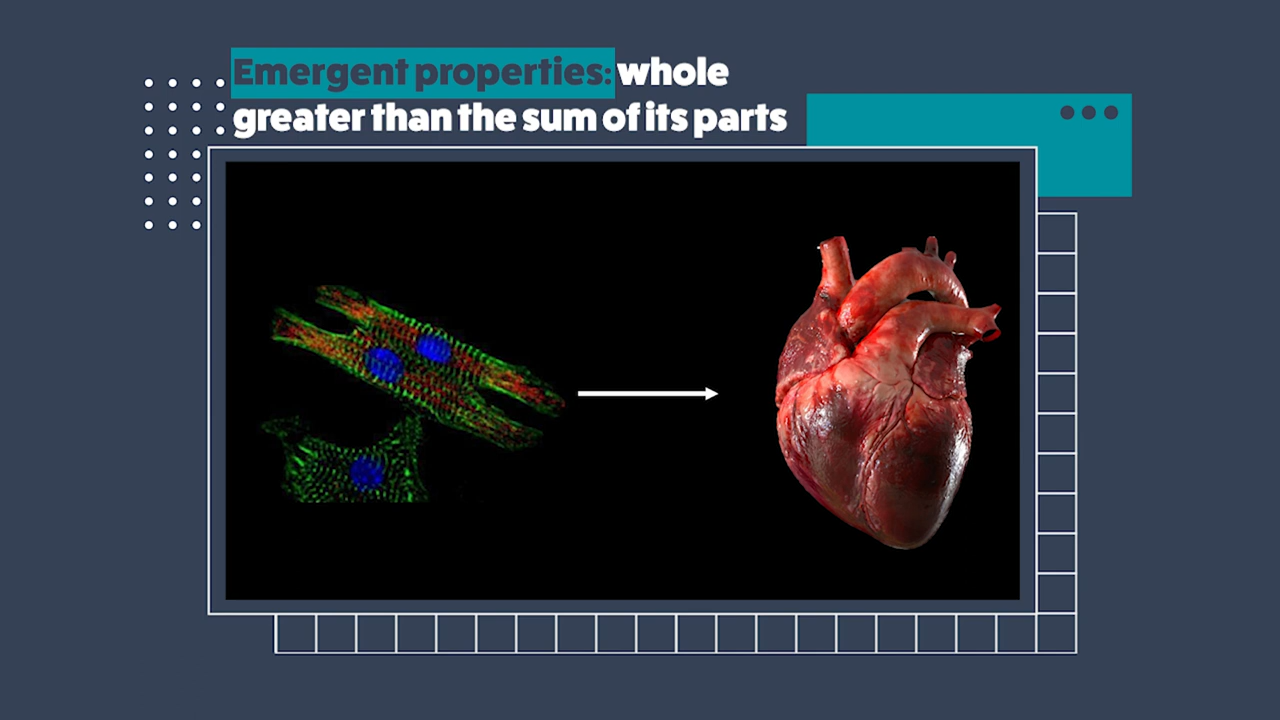 Emergent properties: whole
greater than the sum of its parts